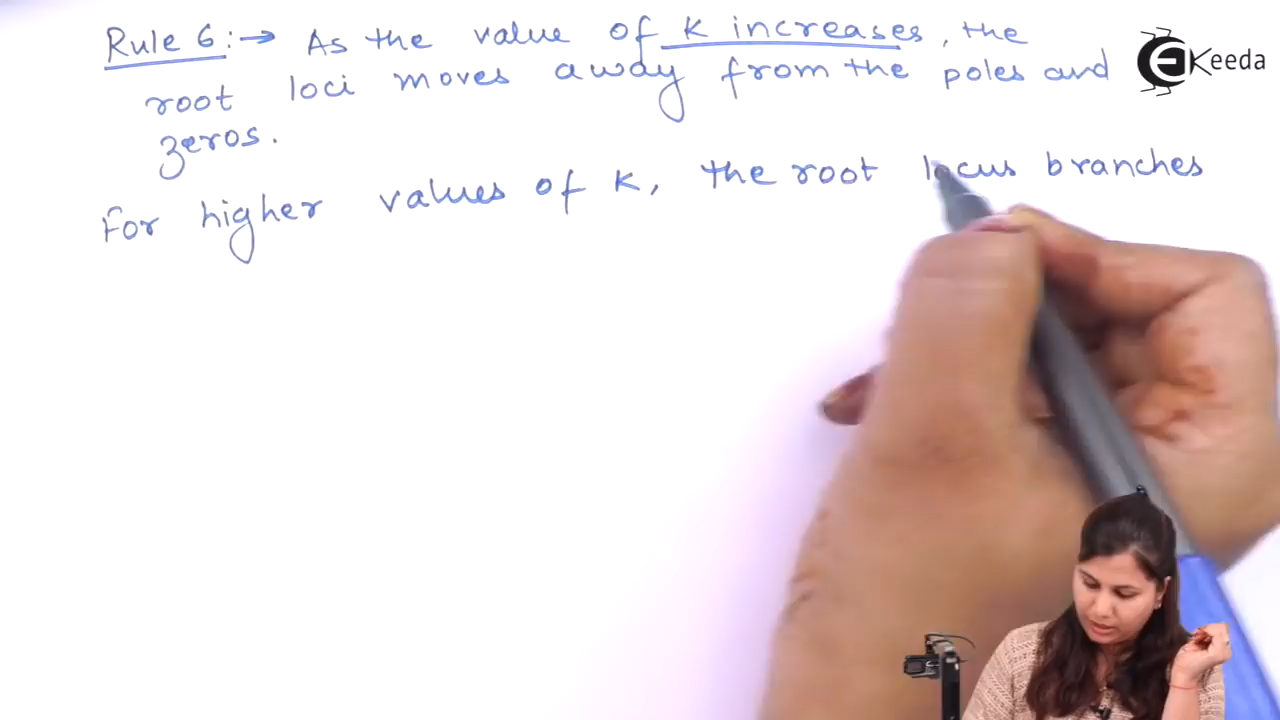 Rule 6:→ As the value of K increases, the
root loci moves away from the poles and
zeros.
For higher values of K, the root locus branches
EKeeda